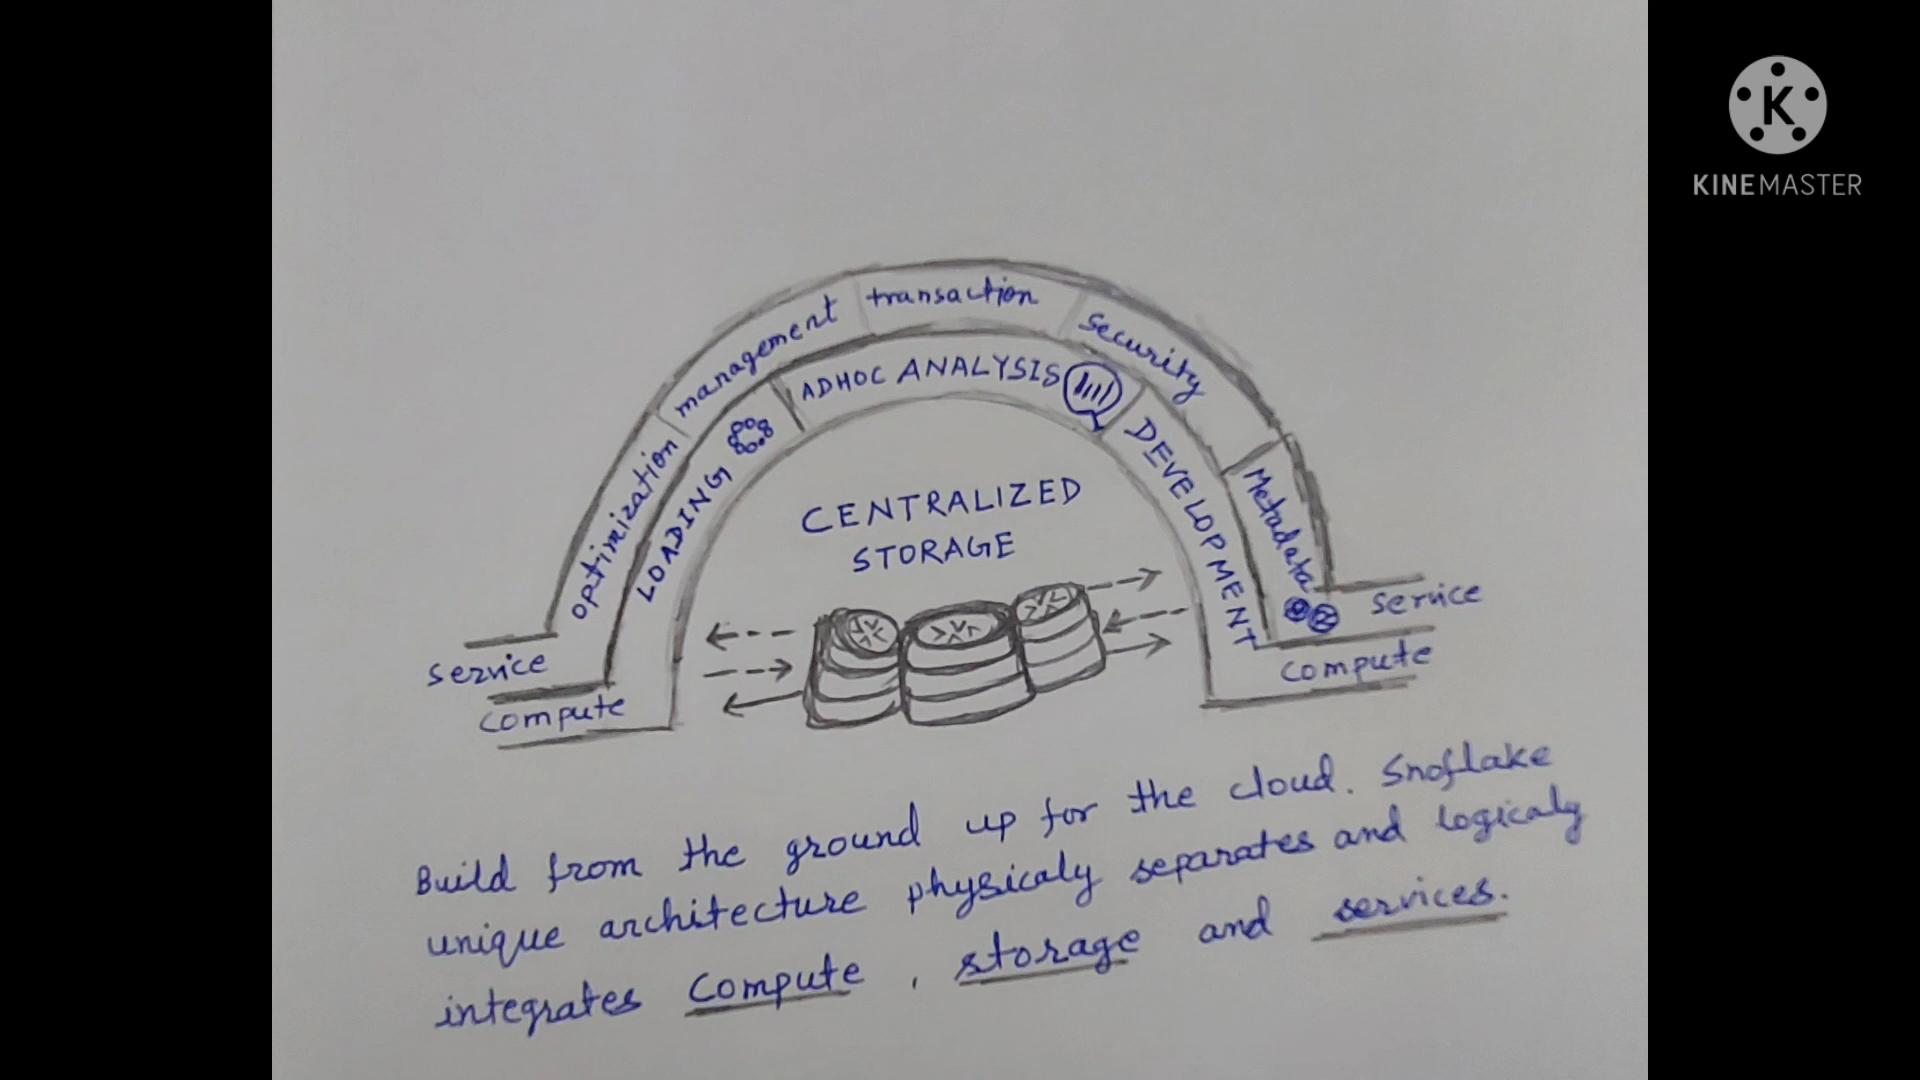 K
KINEMASTER
optimization
management
transaction
security
Metadata
LOADING
ADHOC ANALYSIS
DEVELOPMENT
CENTRALIZED
STORAGE
service
compute
service
compute
Build from the ground up for the cloud. Snoflake
unique architecture physicaly separates and logicaly
integrates compute, storage and services.